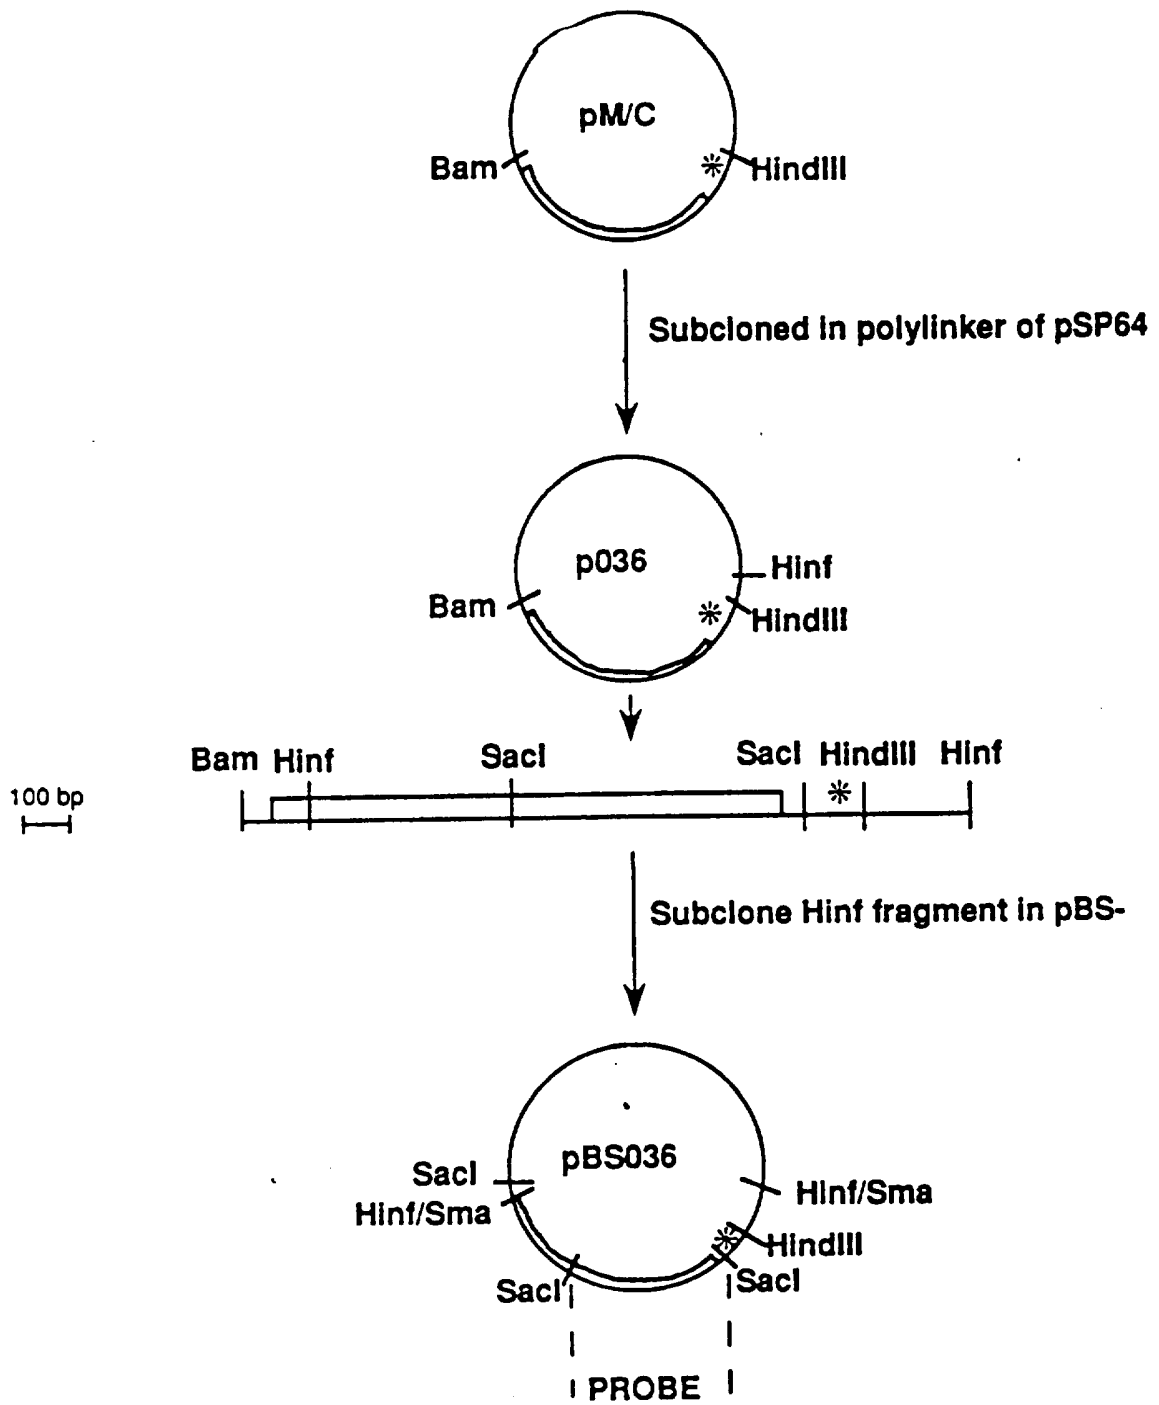 pM/C
Bam
HindIII
Subcloned in polylinker of pSP64
p036
Hinf
Bam
HindIII
Bam Hinf SacI SacI HindIII Hinf
100 bp
Subclone Hinf fragment in pBS-
pBS036
SacI
Hinf/Sma
Hinf/Sma
HindIII
SacI
SacI
PROBE